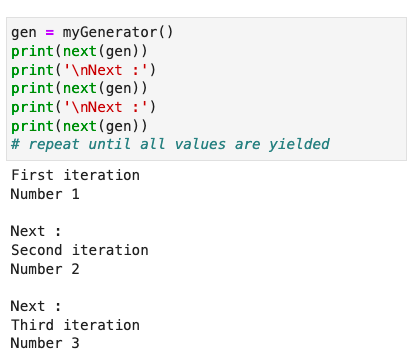 gen = myGenerator()
print(next(gen))
print('\nNext :')
print(next(gen))
print('\nNext :')
print(next(gen))
# repeat until all values are yielded
First iteration
Number 1
Next :
Second iteration
Number 2
Next :
Third iteration
Number 3